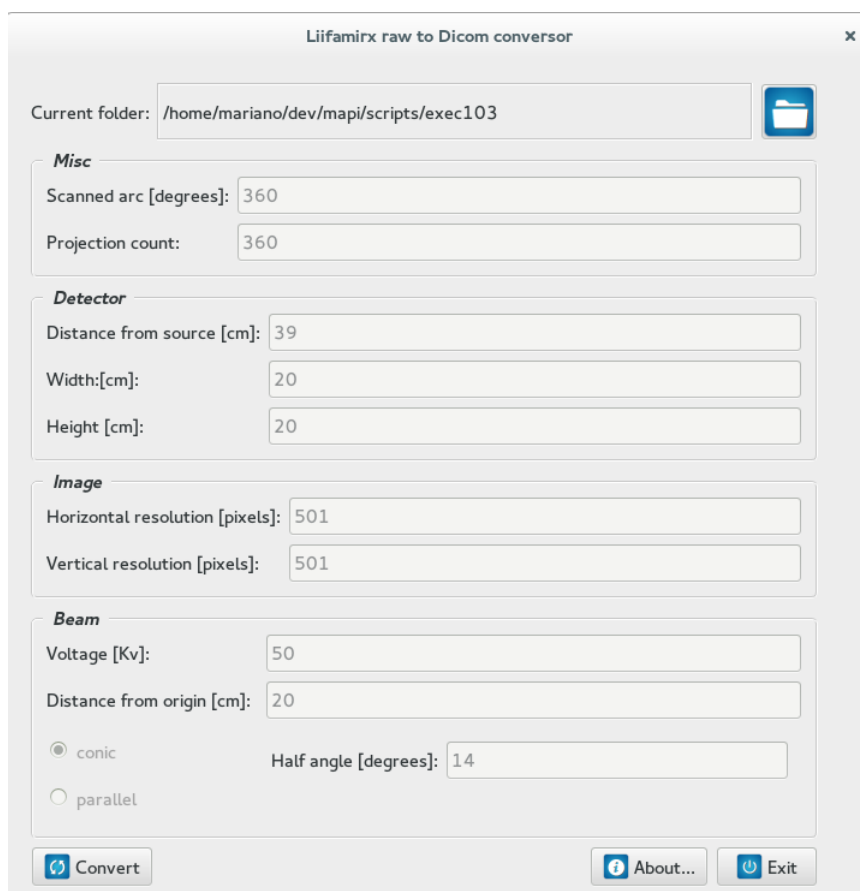 Liifamirx raw to Dicom conversor
Current folder: /home/mariano/dev/mapi/scripts/exec103
Misc
Scanned arc [degrees]: 360
Projection count: 360
Detector
Distance from source [cm]: 39
Width:[cm]: 20
Height [cm]: 20
Image
Horizontal resolution [pixels]: 501
Vertical resolution [pixels]: 501
Beam
Voltage [Kv]: 50
Distance from origin [cm]: 20
conic
Half angle [degrees]: 14
parallel
Convert About... Exit